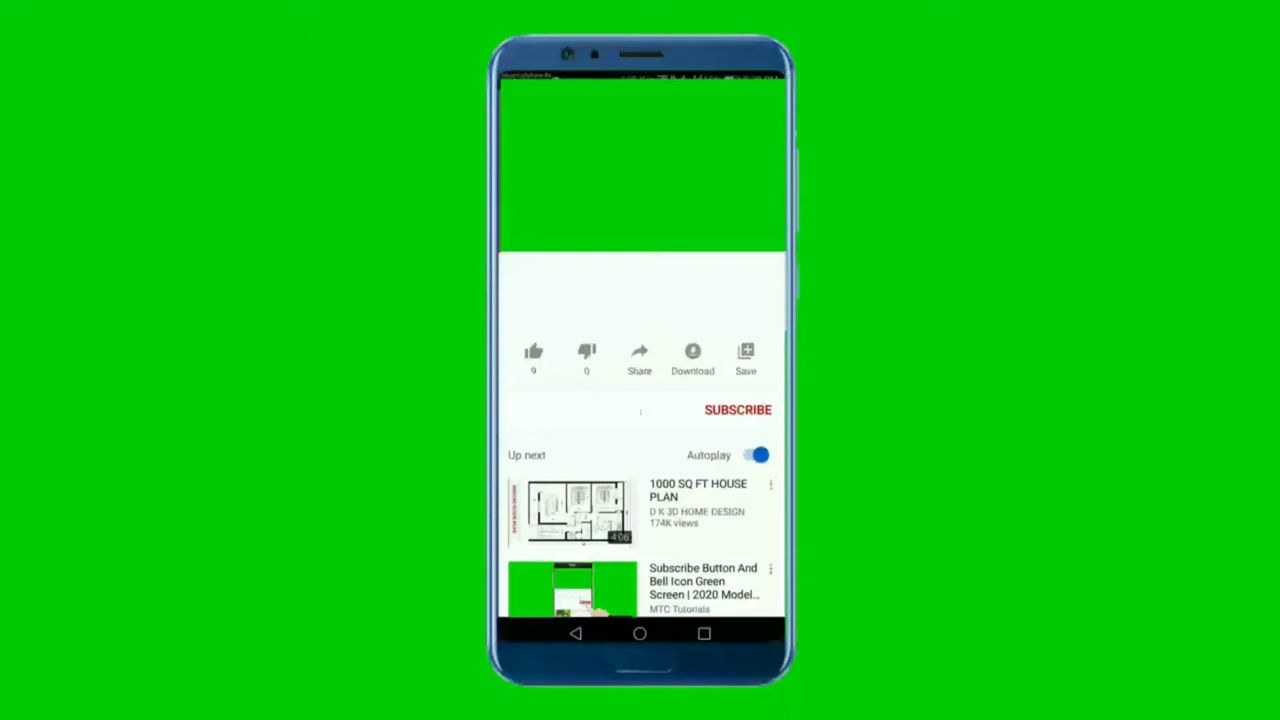 9
0
Share
Download
Save
SUBSCRIBE
Up next
Autoplay
1000 SQ FT HOUSE
PLAN
D K 3D HOME DESIGN
174K views
4:06
Subscribe Button And
Bell Icon Green
Screen | 2020 Model...
MTC Tutorials